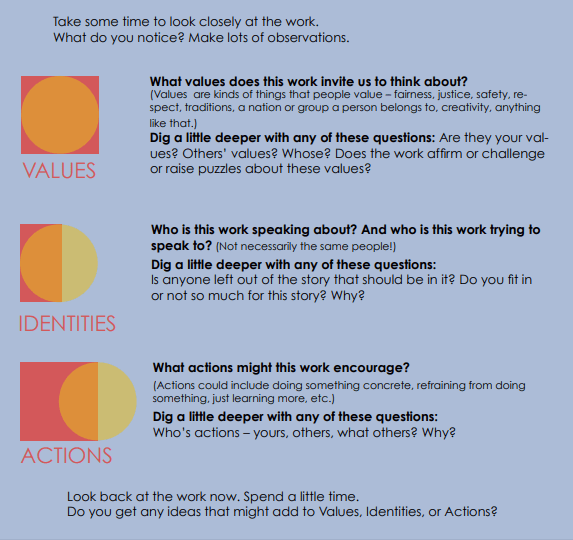 Take some time to look closely at the work.
What do you notice? Make lots of observations.
What values does this work invite us to think about?
(Values are kinds of things that people value – fairness, justice, safety, re-
spect, traditions, a nation or group a person belongs to, creativity, anything
like that.)
Dig a little deeper with any of these questions: Are they your val-
ues? Others' values? Whose? Does the work affirm or challenge
or raise puzzles about these values?
VALUES
Who is this work speaking about? And who is this work trying to
speak to? (Not necessarily the same people!)
Dig a little deeper with any of these questions:
Is anyone left out of the story that should be in it? Do you fit in
or not so much for this story? Why?
IDENTITIES
What actions might this work encourage?
(Actions could include doing something concrete, refraining from doing
something, just learning more, etc.)
Dig a little deeper with any of these questions:
Who's actions – yours, others, what others? Why?
ACTIONS
Look back at the work now. Spend a little time.
Do you get any ideas that might add to Values, Identities, or Actions?